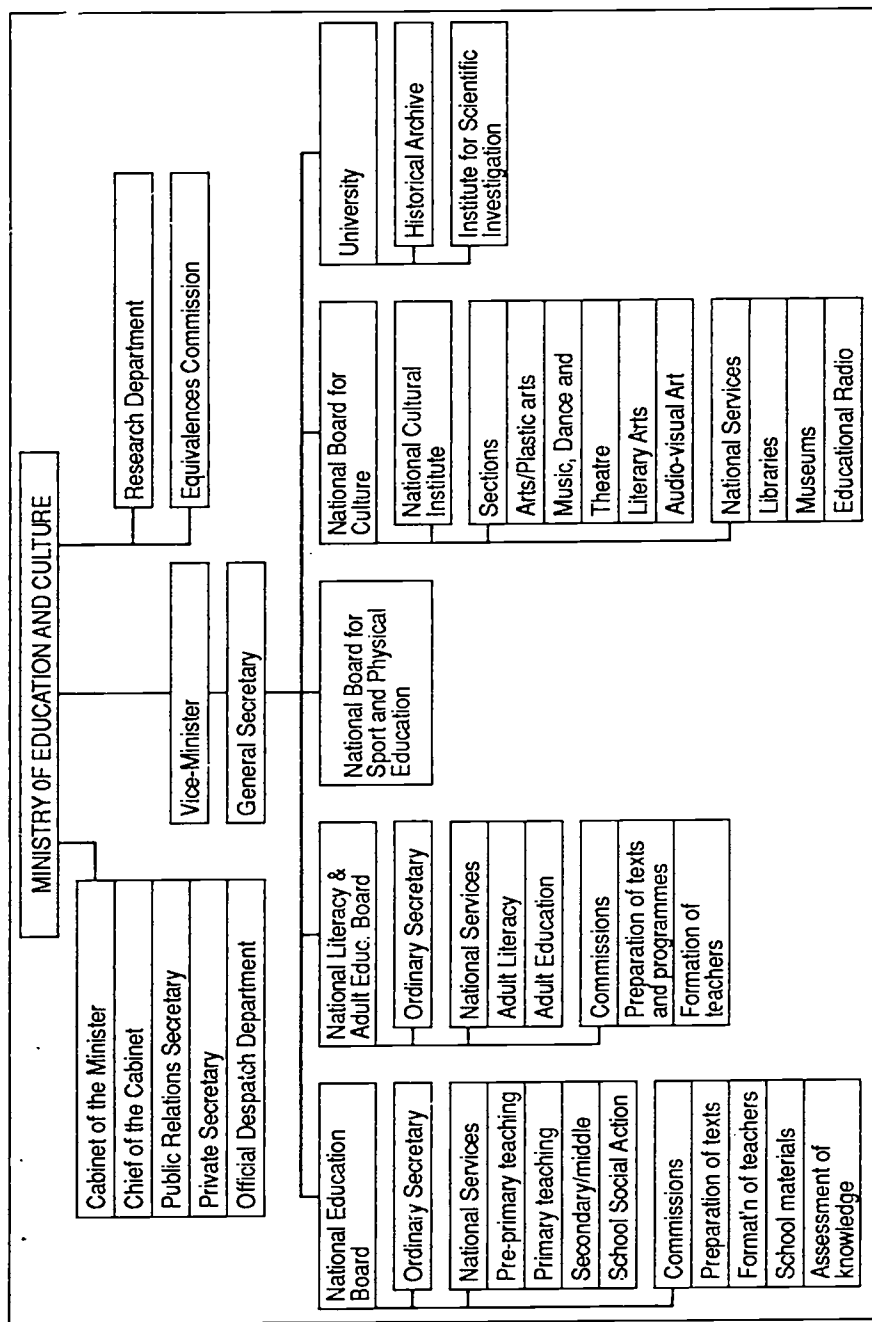 MINISTRY OF EDUCATION AND CULTURE
Cabinet of the Minister
Chief of the Cabinet
Public Relations Secretary
Private Secretary
Official Despatch Department
Research Department
Equivalences Commission
Vice-Minister
General Secretary
National Education
Board
Ordinary Secretary
National Services
Pre-primary teaching
Primary teaching
Secondary/middle
School Social Action
Commissions
Preparation of texts
Format'n of teachers
School materials
Assessment of
knowledge
National Literacy &
Adult Educ. Board
Ordinary Secretary
National Services
Adult Literacy
Adult Education
Commissions
Preparation of texts
and programmes
Formation of
teachers
National Board for
Sport and Physical
Education
National Board for
Culture
National Cultural
Institute
Sections
Arts/Plastic arts
Music, Dance and
Theatre
Literary Arts
Audio-visual Art
National Services
Libraries
Museums
Educational Radio
University
Historical Archive
Institute for Scientific
Investigation